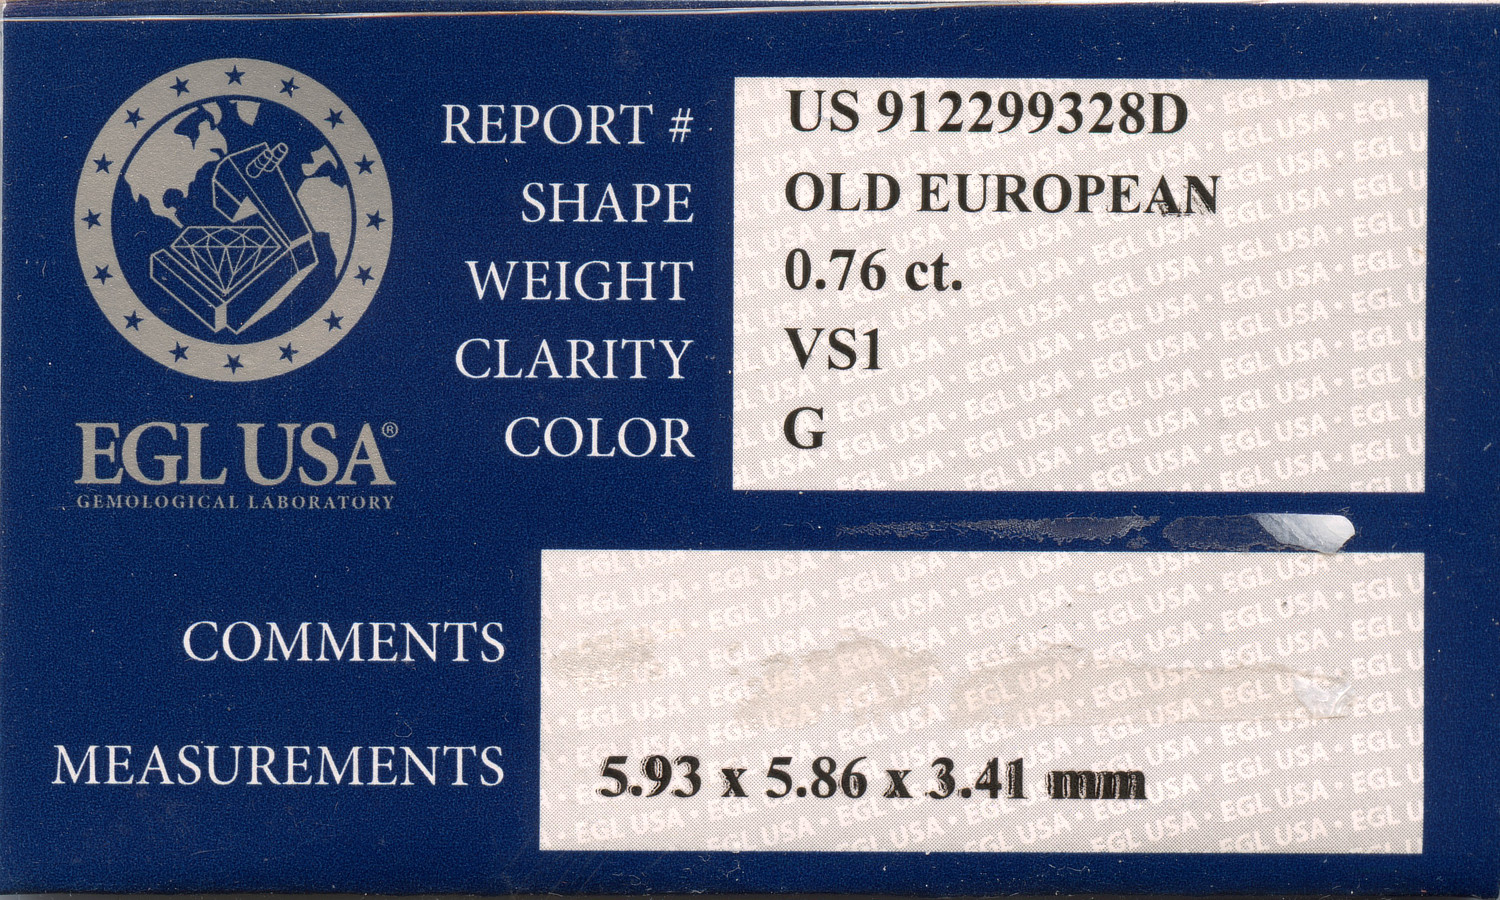 REPORT # US 912299328D
SHAPE OLD EUROPEAN
WEIGHT 0.76 ct.
CLARITY VS1
COLOR G
EGL USA®
GEMOLOGICAL LABORATORY
COMMENTS
MEASUREMENTS 5.93 x 5.86 x 3.41 mm